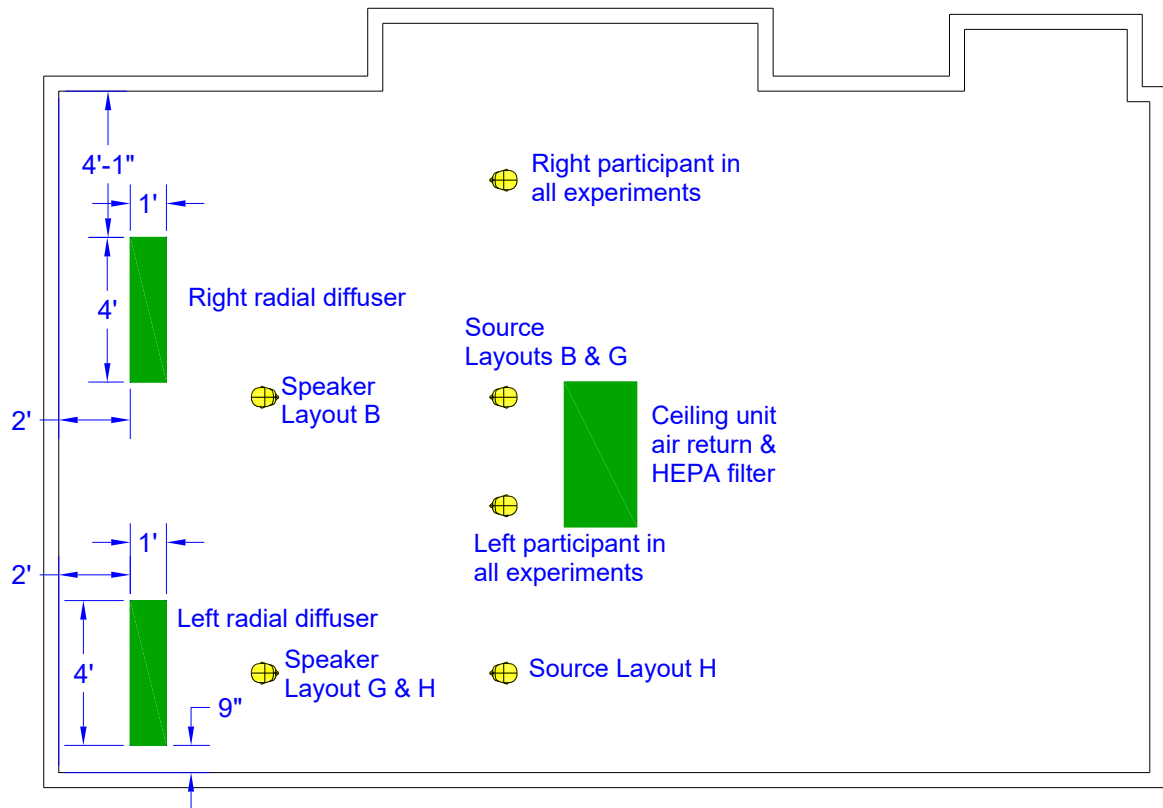 4'-1"
1'
Right participant in
all experiments
4'
Right radial diffuser
Source
Layouts B & G
Speaker
Layout B
2'
Ceiling unit
air return &
HEPA filter
1'
Left participant in
all experiments
2'
Left radial diffuser
4'
Speaker
Layout G & H
Source Layout H
9"